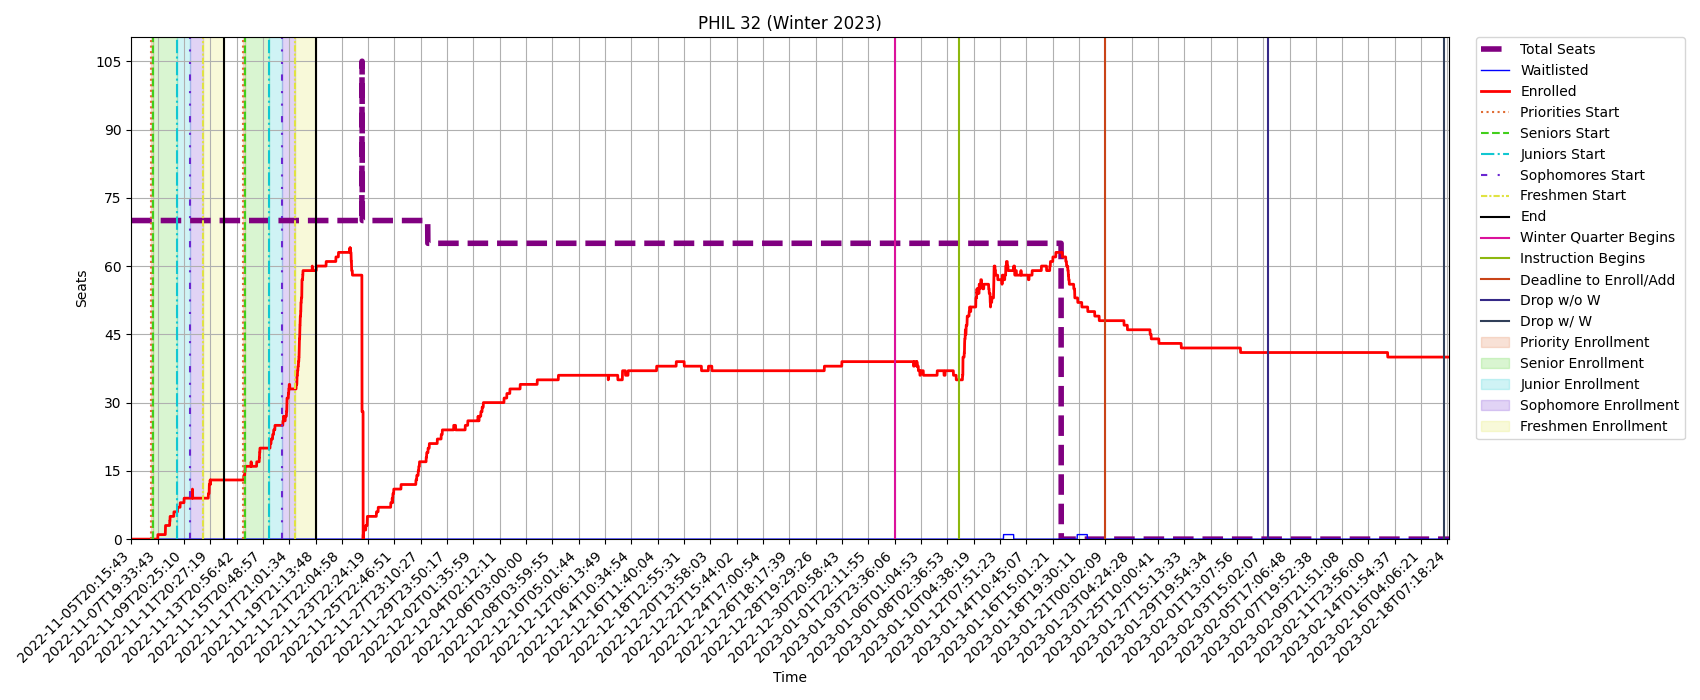 PHIL 32 (Winter 2023)
Seats
105
90
75
60
45
30
15
0
2022-11-05T20:15:43
2022-11-07T19:33:43
2022-11-09T20:25:10
2022-11-11T20:27:19
2022-11-13T20:56:42
2022-11-15T20:48:57
2022-11-17T21:01:34
2022-11-19T21:13:48
2022-11-21T22:04:58
2022-11-23T22:24:19
2022-11-25T22:46:51
2022-11-27T23:10:27
2022-11-29T23:50:17
2022-12-02T01:35:59
2022-12-04T02:12:11
2022-12-06T03:00:00
2022-12-08T03:59:55
2022-12-10T05:01:44
2022-12-12T06:13:49
2022-12-14T10:34:54
2022-12-16T11:40:04
2022-12-18T12:55:31
2022-12-20T13:58:03
2022-12-22T15:44:02
2022-12-24T17:00:54
2022-12-26T18:17:39
2022-12-28T19:29:26
2022-12-30T20:58:43
2023-01-01T22:11:55
2023-01-03T23:36:06
2023-01-06T01:04:53
2023-01-08T02:36:53
2023-01-10T04:38:19
2023-01-12T07:51:23
2023-01-14T10:45:07
2023-01-16T15:01:21
2023-01-18T19:30:11
2023-01-21T00:02:09
2023-01-23T04:24:28
2023-01-25T10:00:41
2023-01-27T15:13:33
2023-01-29T19:54:34
2023-02-01T13:07:56
2023-02-03T15:02:07
2023-02-05T17:06:48
2023-02-07T19:52:38
2023-02-09T21:51:08
2023-02-11T23:56:00
2023-02-14T01:54:37
2023-02-16T04:06:21
2023-02-18T07:18:24
Time
Total Seats
Waitlisted
Enrolled
Priorities Start
Seniors Start
Juniors Start
Sophomores Start
Freshmen Start
End
Winter Quarter Begins
Instruction Begins
Deadline to Enroll/Add
Drop w/o W
Drop w/ W
Priority Enrollment
Senior Enrollment
Junior Enrollment
Sophomore Enrollment
Freshmen Enrollment